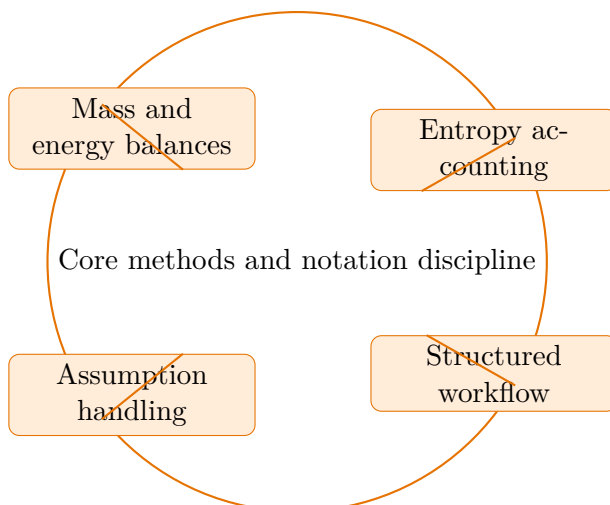 Mass and
energy balances
Entropy ac-
counting
Core methods and notation discipline
Assumption
handling
Structured
workflow